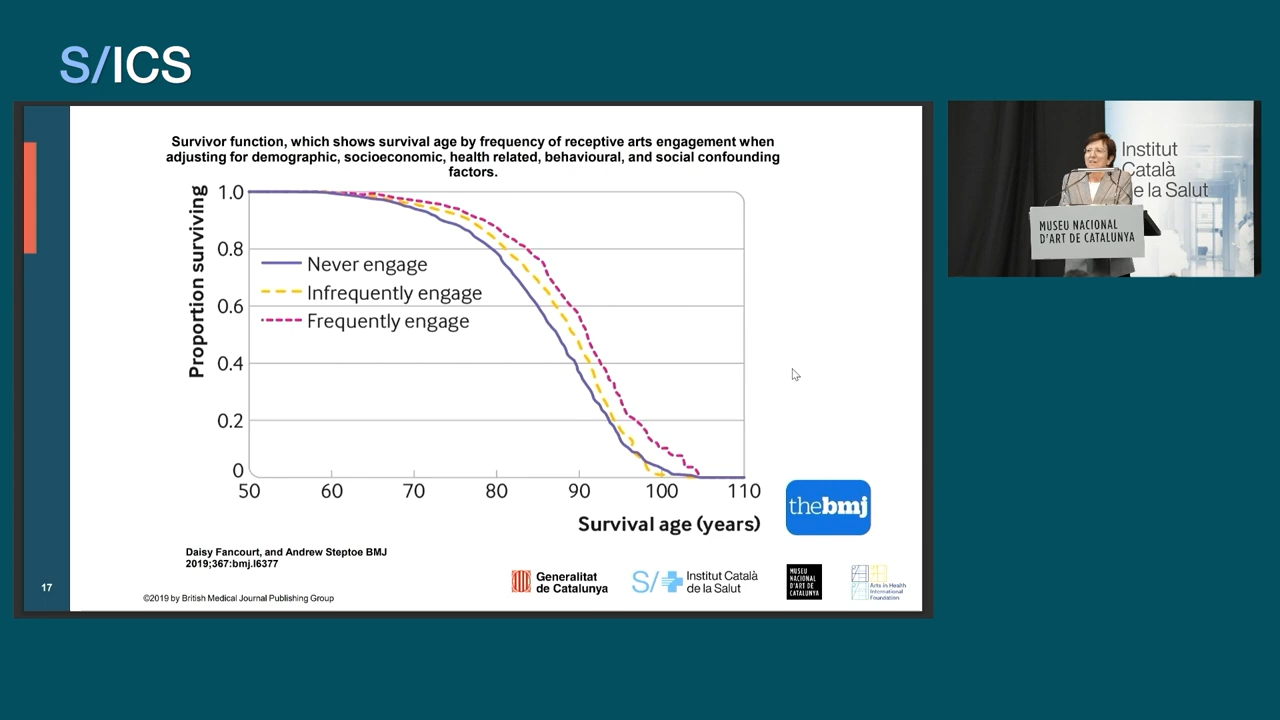 S/ICS
Survivor function, which shows survival age by frequency of receptive arts engagement when
adjusting for demographic, socioeconomic, health related, behavioural, and social confounding
factors.
Proportion surviving
1.0
0.8
0.6
0.4
0.2
0
Never engage
Infrequently engage
Frequently engage
50 60 70 80 90 100 110
Survival age (years)
thebmj
Daisy Fancourt, and Andrew Steptoe BMJ
2019;367:bmj.l6377
17
©2019 by British Medical Journal Publishing Group
Generalitat
de Catalunya
S/
Institut Català
de la Salut
MUSEU
NACIONAL
D'ART DE
CATALUNYA
Arts in Health
International
Foundation
Institut
Català
de la Salut
MUSEU NACIONAL
D'ART DE CATALUNYA